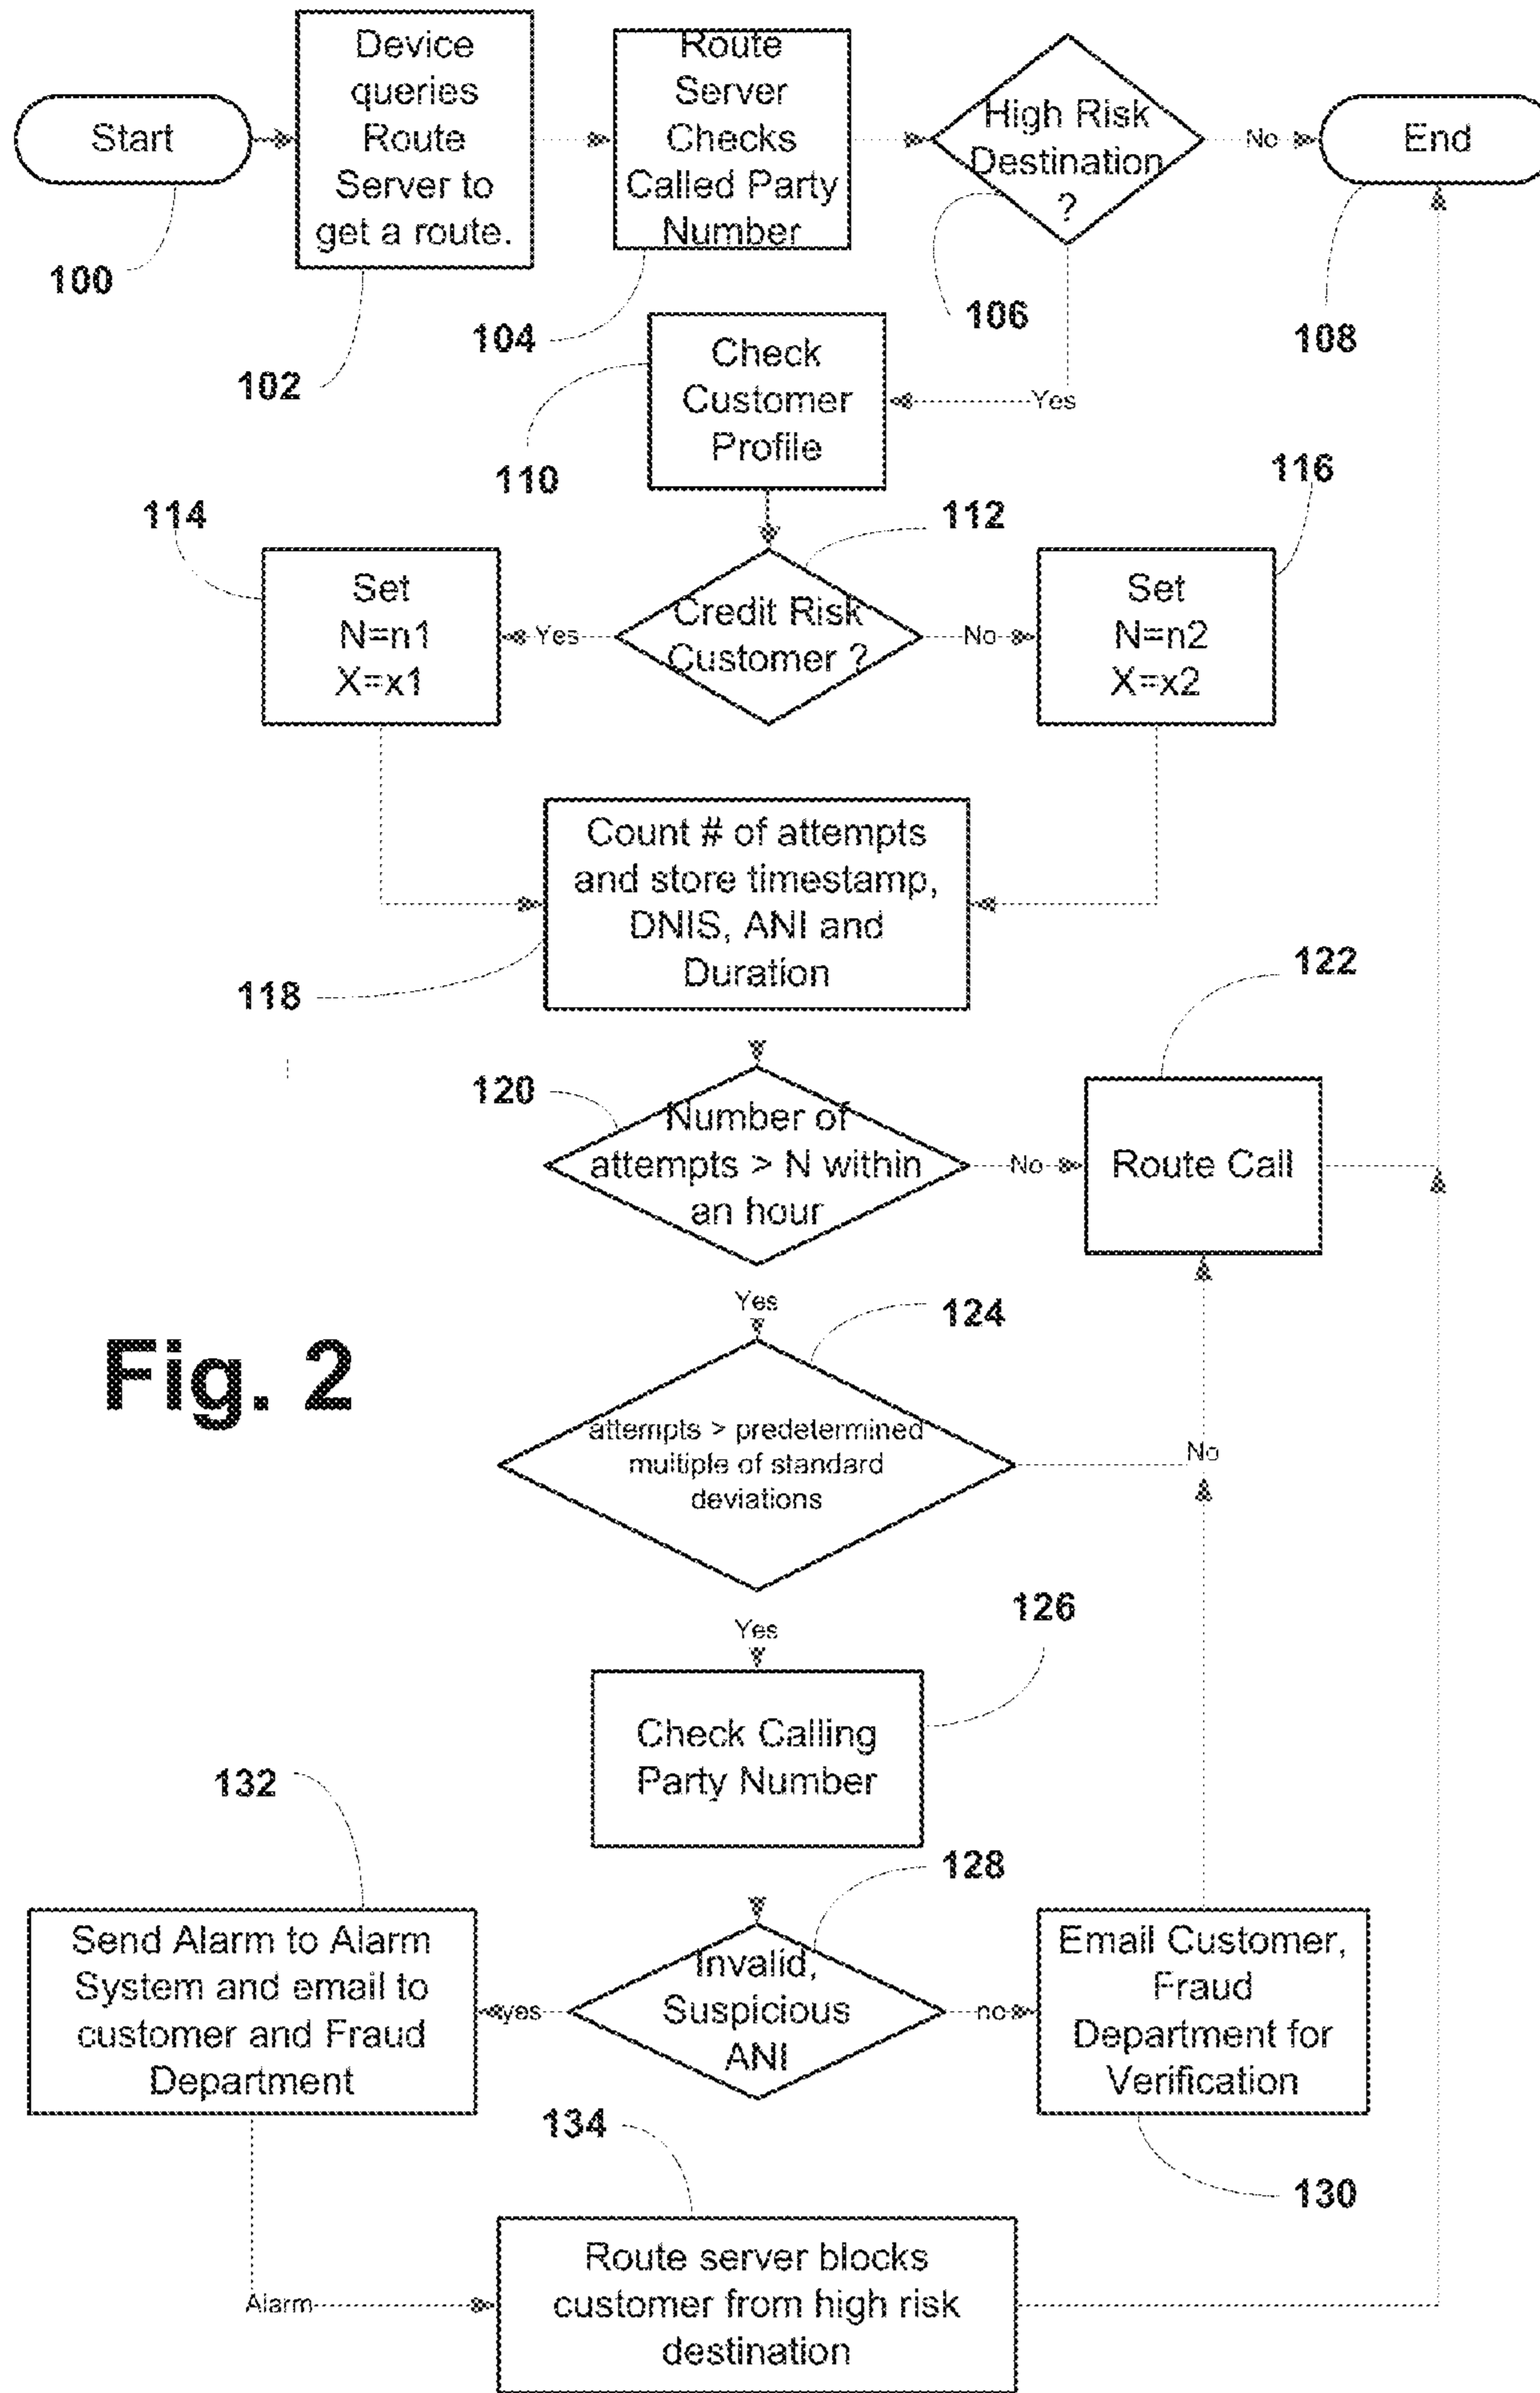 Start
Device
queries
Route
Server to
get a route.
Route
Server
Checks
Called Party
Number
High Risk
Destination
?
No
End
100
102
104
106
108
Yes
Check
Customer
Profile
110
112
114
116
Set
N=n1
X=x1
Yes
Credit Risk
Customer ?
No
Set
N=n2
X=x2
Count # of attempts
and store timestamp,
DNIS, ANI and
Duration
118
120
122
Number of
attempts > N within
an hour
No
Route Call
Yes
124
Fig. 2
attempts > predetermined
multiple of standard
deviations
No
Yes
126
Check Calling
Party Number
132
128
Send Alarm to Alarm
System and email to
customer and Fraud
Department
yes
Invalid,
Suspicious
ANI
no
Email Customer,
Fraud
Department for
Verification
134
130
Alarm
Route server blocks
customer from high risk
destination